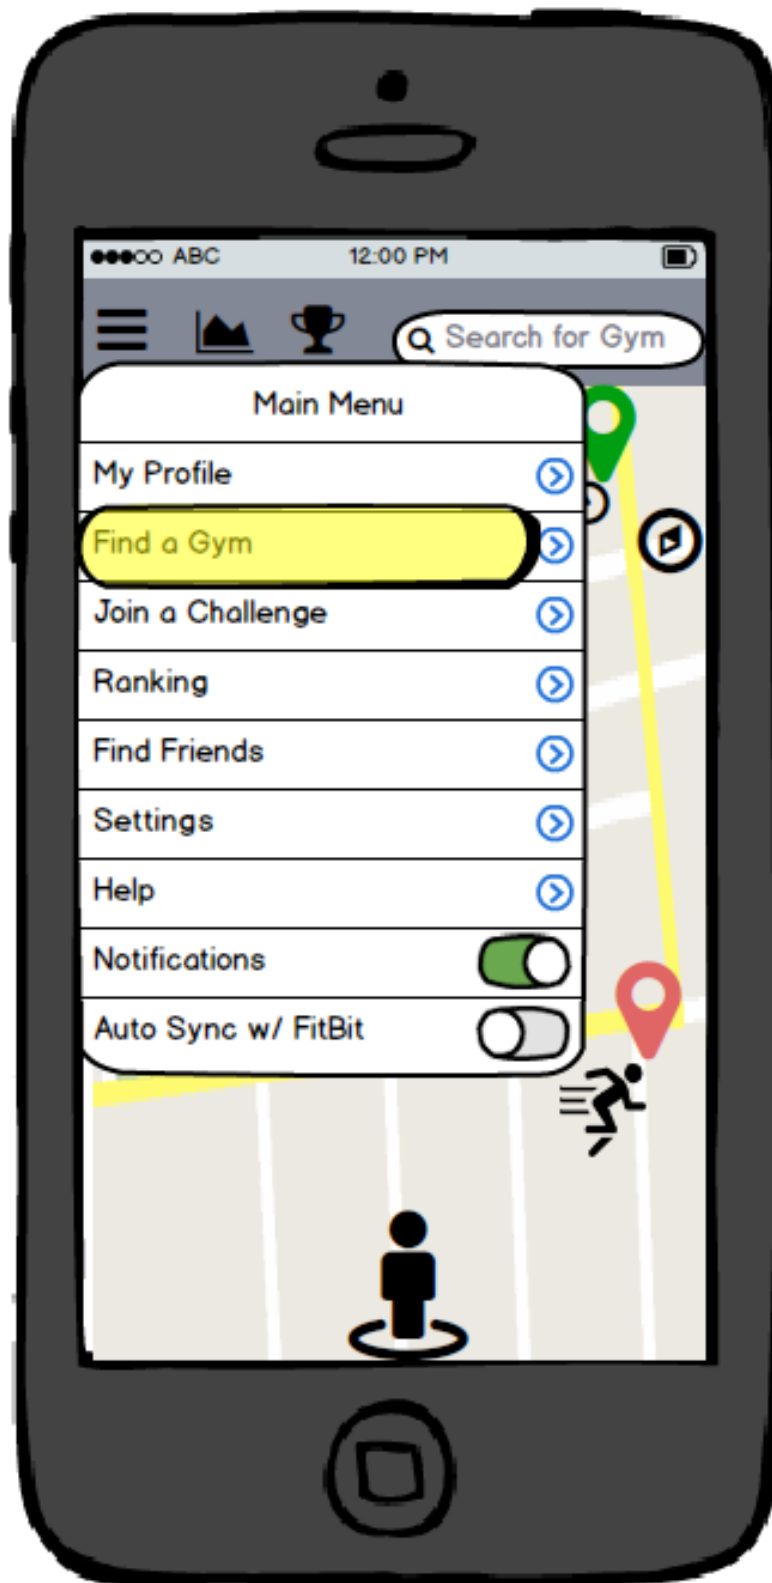 ABC 12:00 PM
Search for Gym
Main Menu
My Profile
Find a Gym
Join a Challenge
Ranking
Find Friends
Settings
Help
Notifications
Auto Sync w/ FitBit